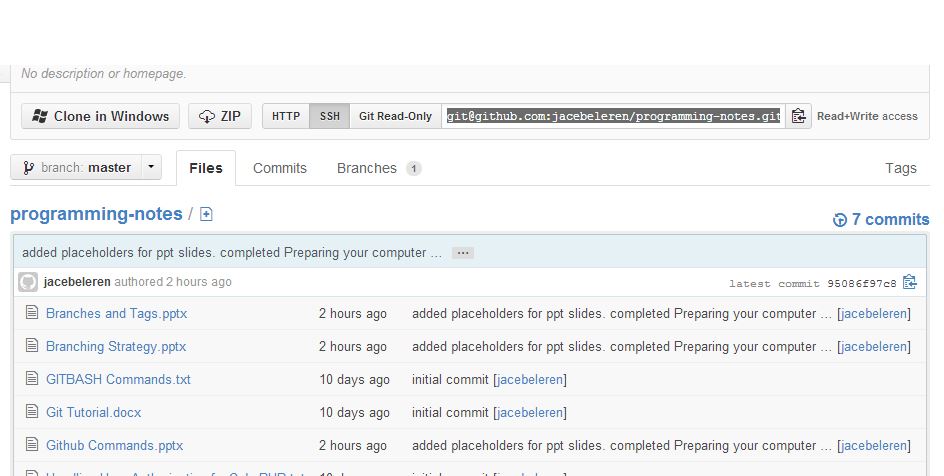 No description or homepage.
Clone in Windows ZIP HTTP SSH Git Read-Only git@github.com:jacebeleren/programming-notes.git Read+Write access
branch: master Files Commits Branches 1 Tags
programming-notes /
7 commits
added placeholders for ppt slides. completed Preparing your computer ...
jacebeleren authored 2 hours ago latest commit 95086f97c8
Branches and Tags.pptx 2 hours ago added placeholders for ppt slides. completed Preparing your computer ... [jacebeleren]
Branching Strategy.pptx 2 hours ago added placeholders for ppt slides. completed Preparing your computer ... [jacebeleren]
GITBASH Commands.txt 10 days ago initial commit [jacebeleren]
Git Tutorial.docx 10 days ago initial commit [jacebeleren]
Github Commands.pptx 2 hours ago added placeholders for ppt slides. completed Preparing your computer ... [jacebeleren]